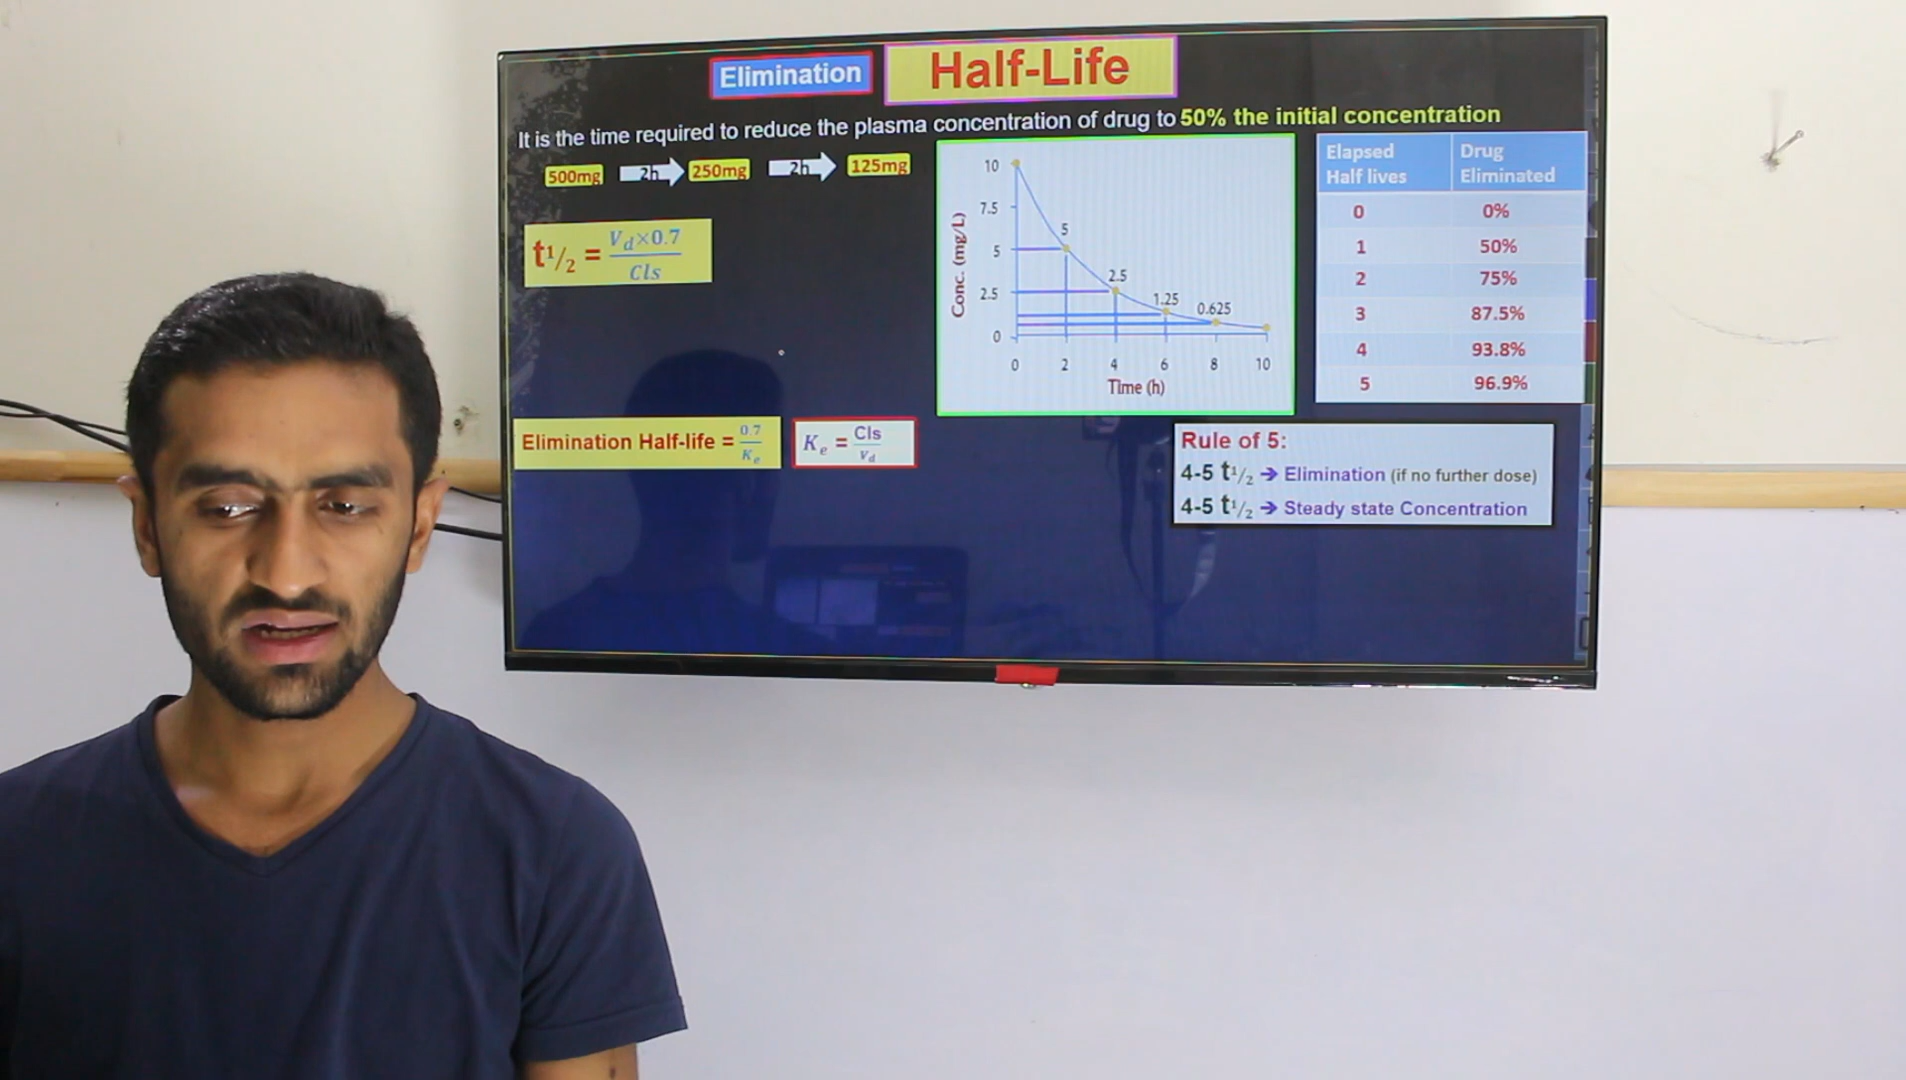 Elimination Half-Life
It is the time required to reduce the plasma concentration of drug to 50% the initial concentration
500mg 2h 250mg 2h 125mg
t1/2 = Vd×0.7
Cls
Elimination Half-life = 0.7
Ke
Ke = Cls
Vd
Conc. (mg/L)
10
7.5
5
2.5
0
5
2.5
1.25
0.625
0 2 4 6 8 10
Time (h)
Elapsed Half lives
Drug Eliminated
0 0%
1 50%
2 75%
3 87.5%
4 93.8%
5 96.9%
Rule of 5:
4-5 t1/2 → Elimination (if no further dose)
4-5 t1/2 → Steady state Concentration